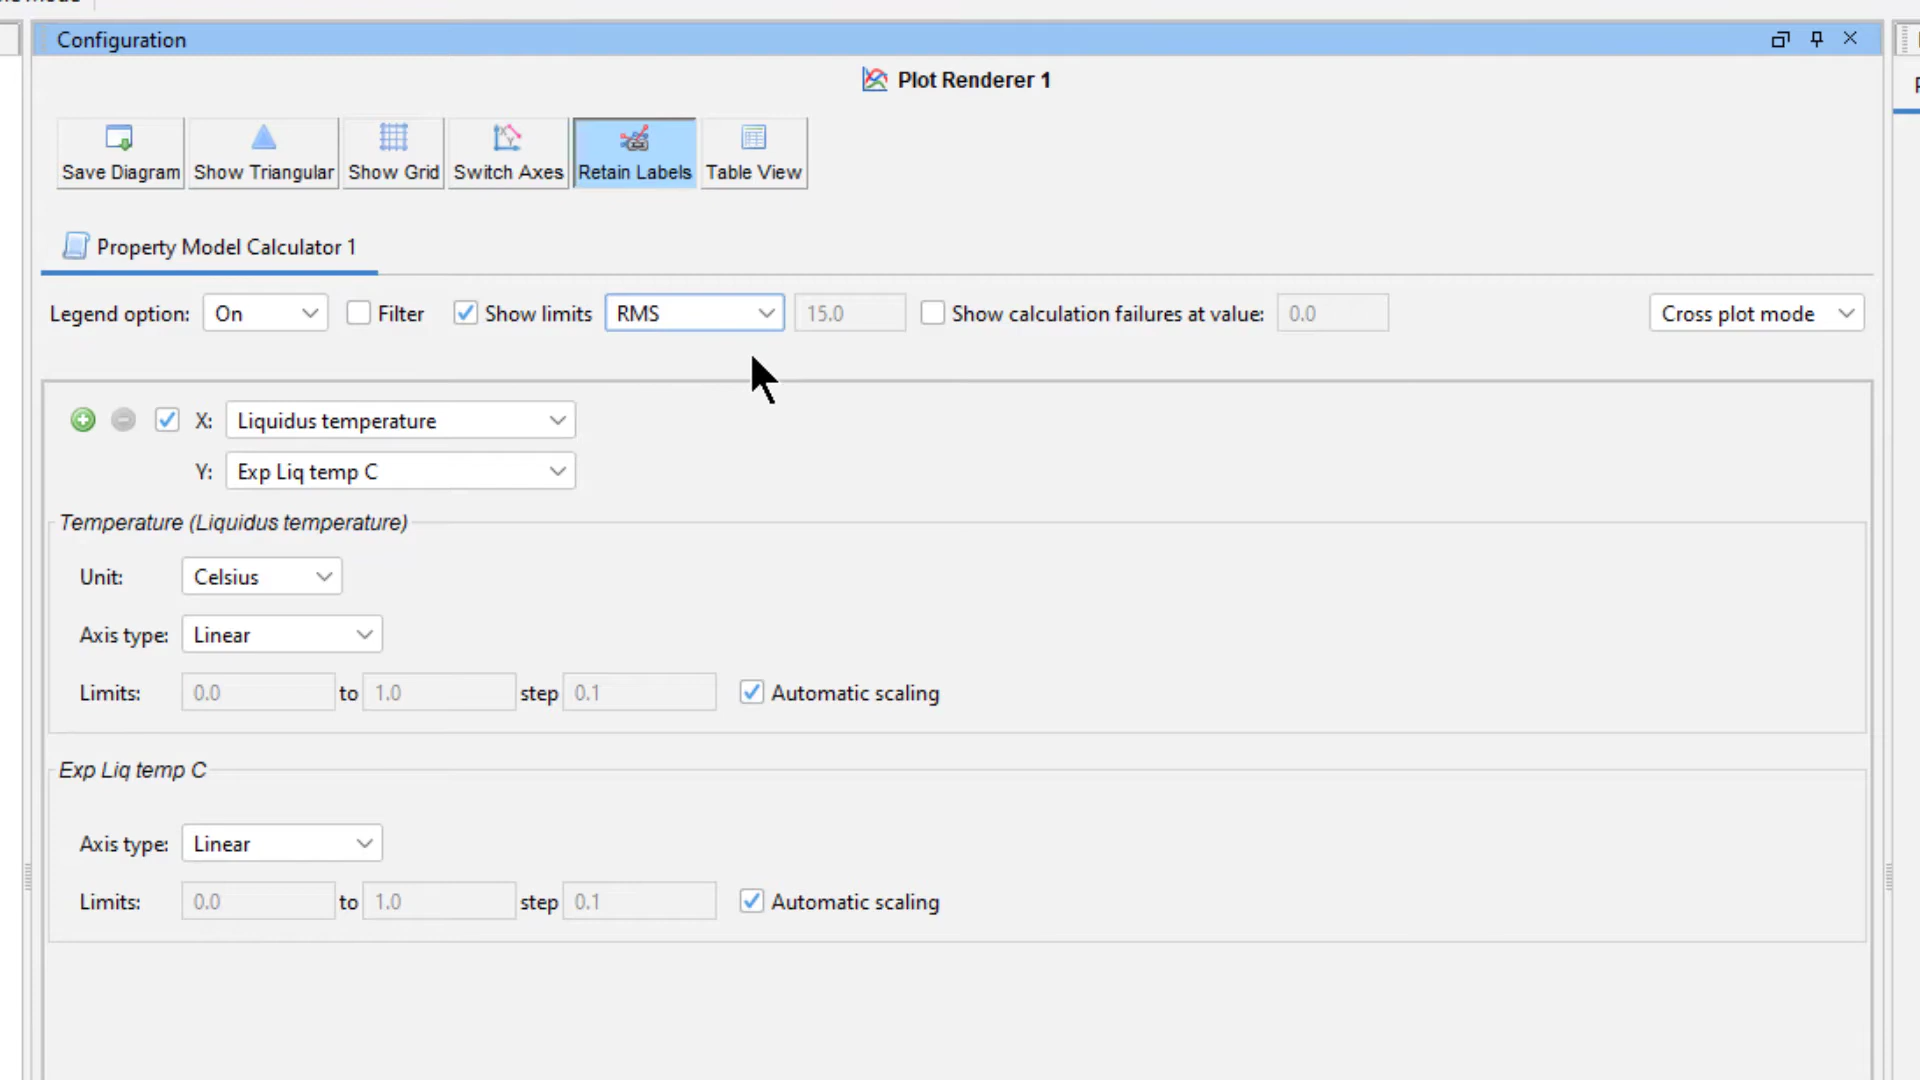 Configuration
Plot Renderer 1
Save Diagram Show Triangular Show Grid Switch Axes Retain Labels Table View
Property Model Calculator 1
Legend option: On Filter Show limits RMS 15.0 Show calculation failures at value: 0.0 Cross plot mode
X: Liquidus temperature
Y: Exp Liq temp C
Temperature (Liquidus temperature)
Unit: Celsius
Axis type: Linear
Limits: 0.0 to 1.0 step 0.1 Automatic scaling
Exp Liq temp C
Axis type: Linear
Limits: 0.0 to 1.0 step 0.1 Automatic scaling